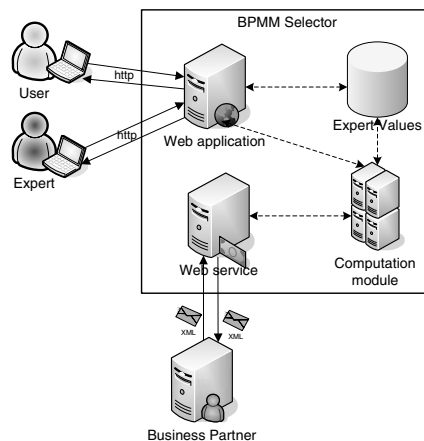 BPMM Selector
http
User
http
Web application
Expert Values
Expert
Web service
Computation
module
XML
XML
Business Partner